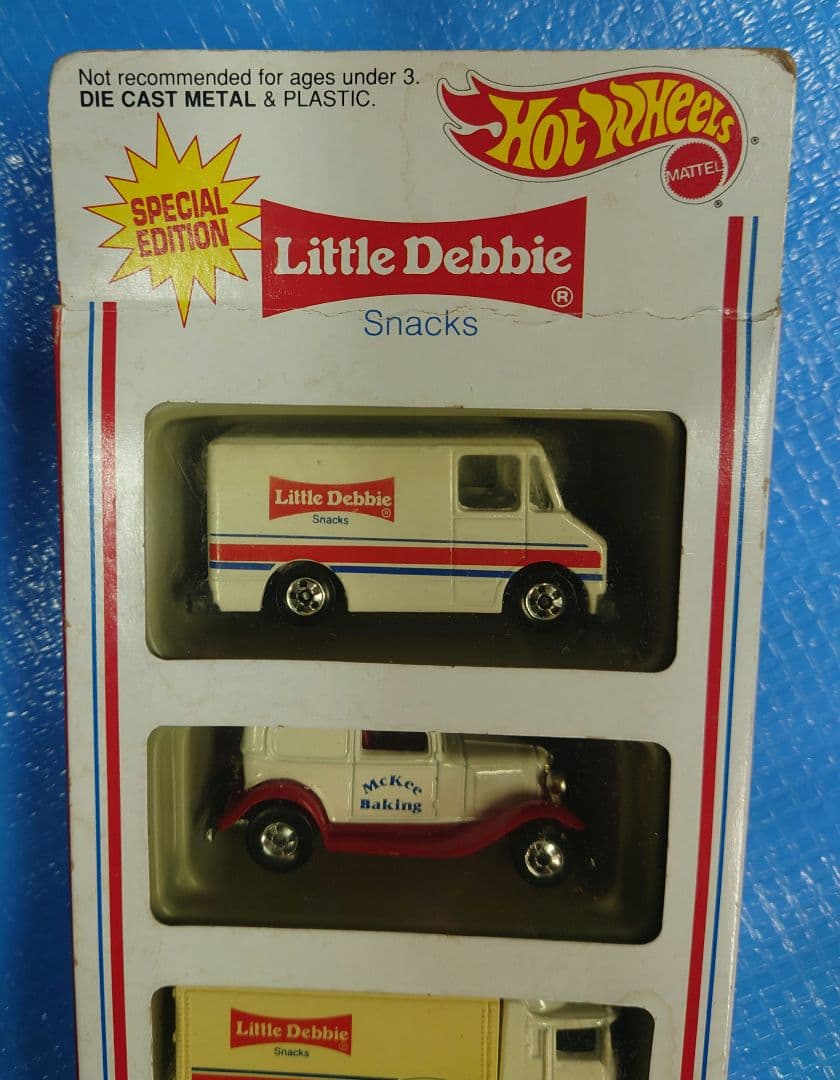 Not recommended for ages under 3.
DIE CAST METAL & PLASTIC.
Hot Wheels®
MATTEL®
SPECIAL
EDITION
Little Debbie®
Snacks
Little Debbie®
Snacks
McKee
Baking
Little Debbie®
Snacks